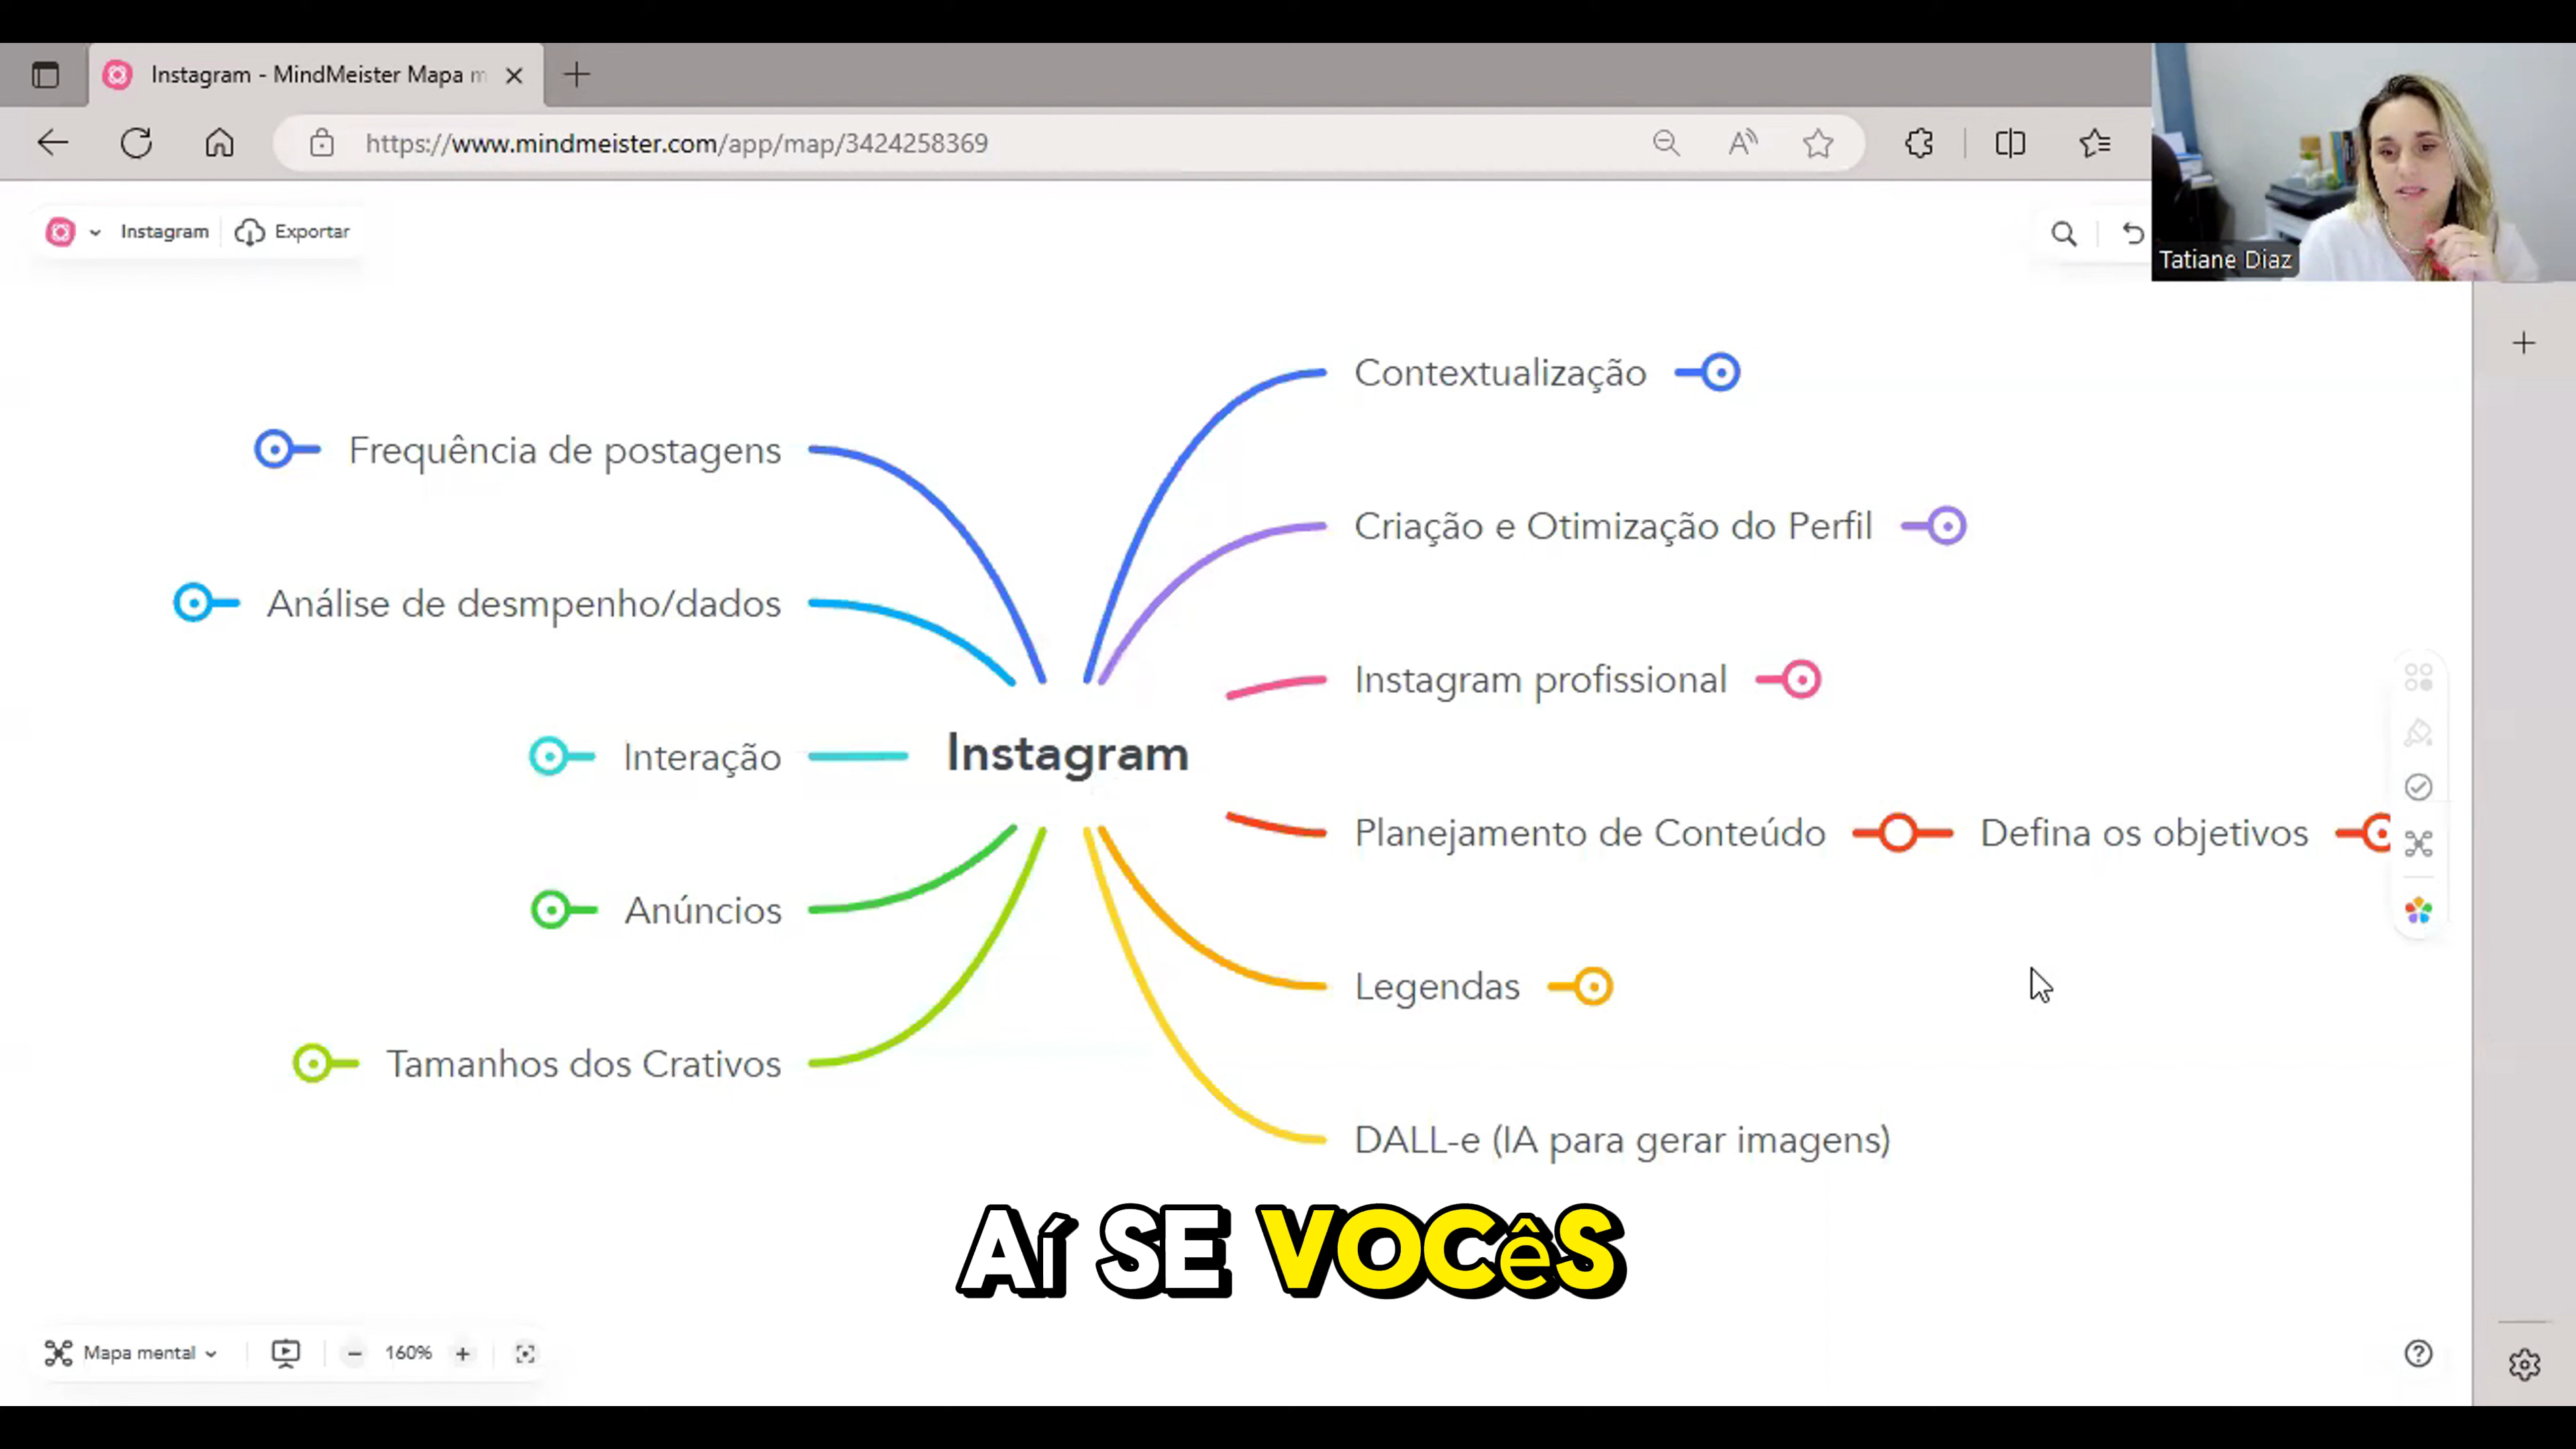 Instagram - MindMeister Mapa m
https://www.mindmeister.com/app/map/3424258369
Instagram
Exportar
Tatiane Diaz
Contextualização
Frequência de postagens
Criação e Otimização do Perfil
Análise de desmpenho/dados
Instagram profissional
Instagram
Interação
Planejamento de Conteúdo
Defina os objetivos
Anúncios
Legendas
Tamanhos dos Crativos
DALL-e (IA para gerar imagens)
Aí SE VOCêS
Mapa mental
160%